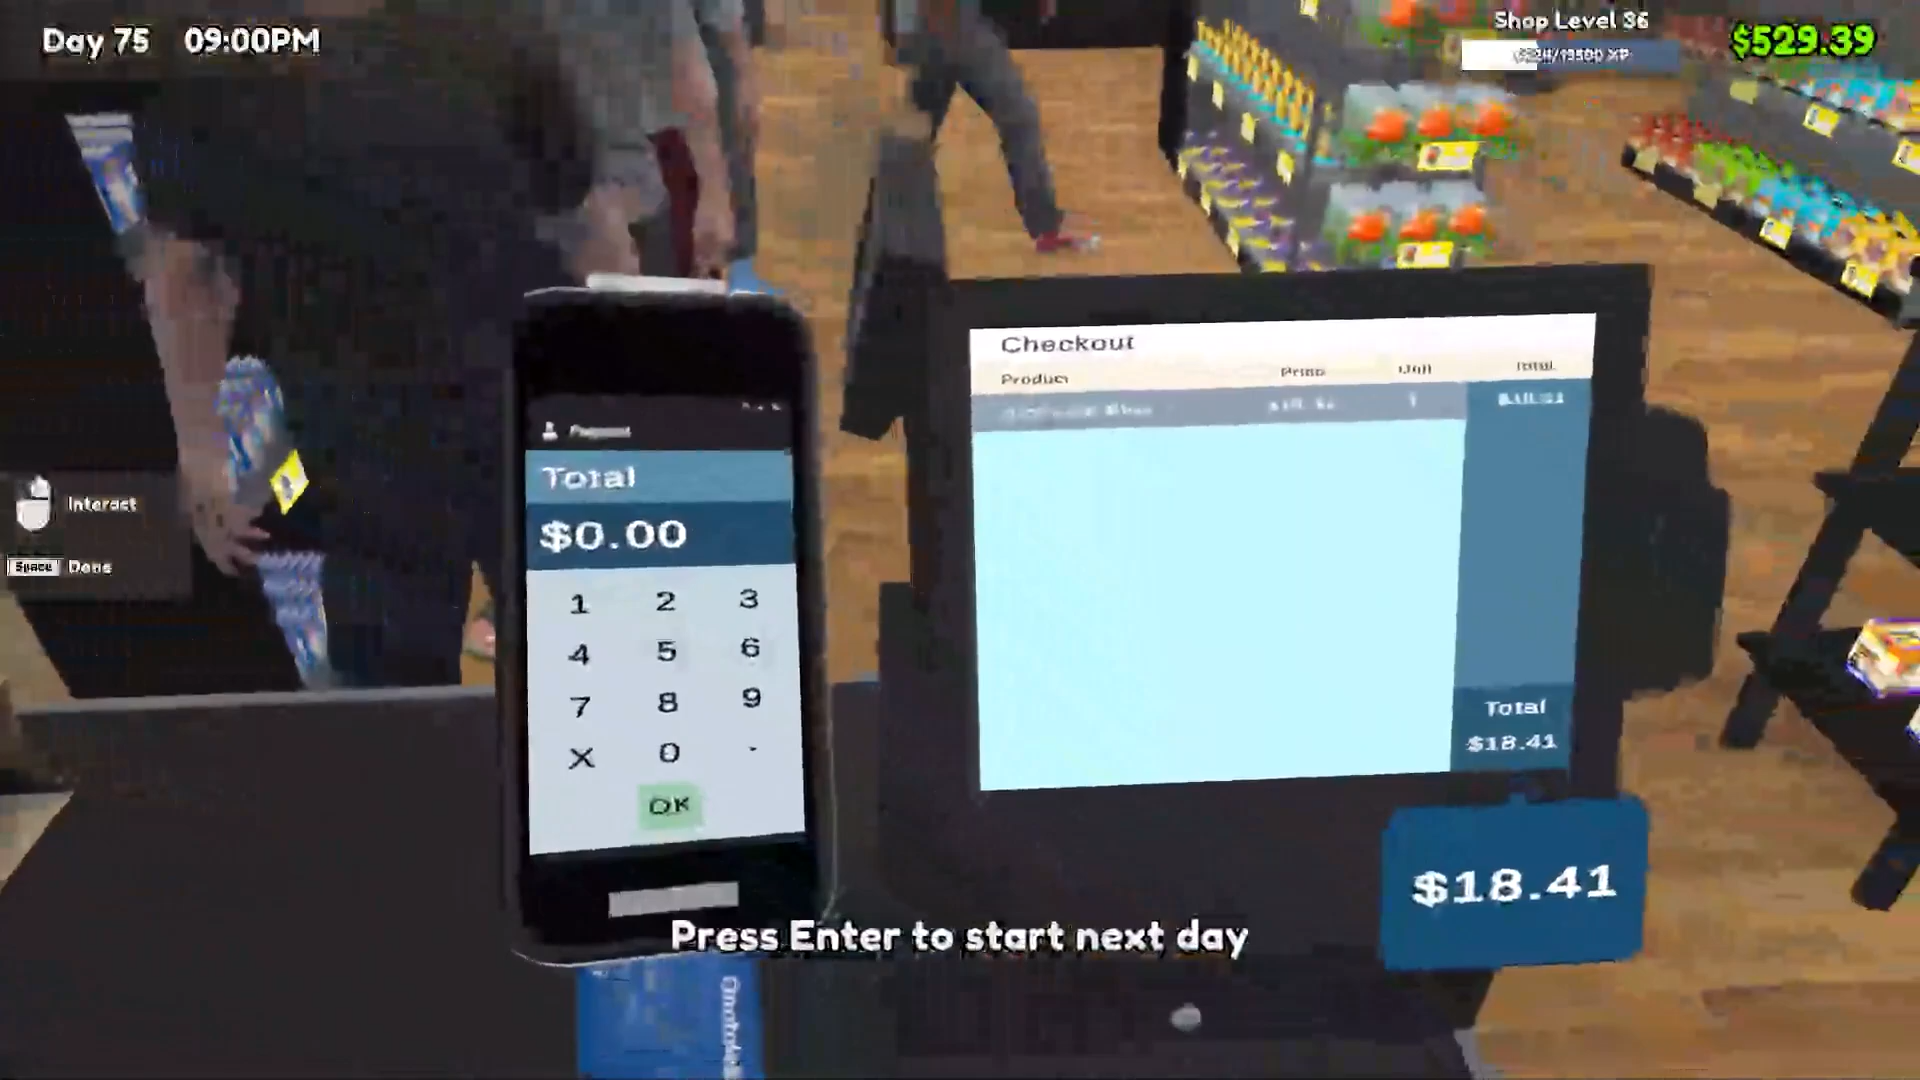 Day 75 09:00PM
Shop Level 36
$529.39
Checkout
Product Price Unit Total
Total
$0.00
1 2 3
4 5 6
7 8 9
X 0 .
OK
Total
$18.41
$18.41
Interact
Space Done
Press Enter to start next day